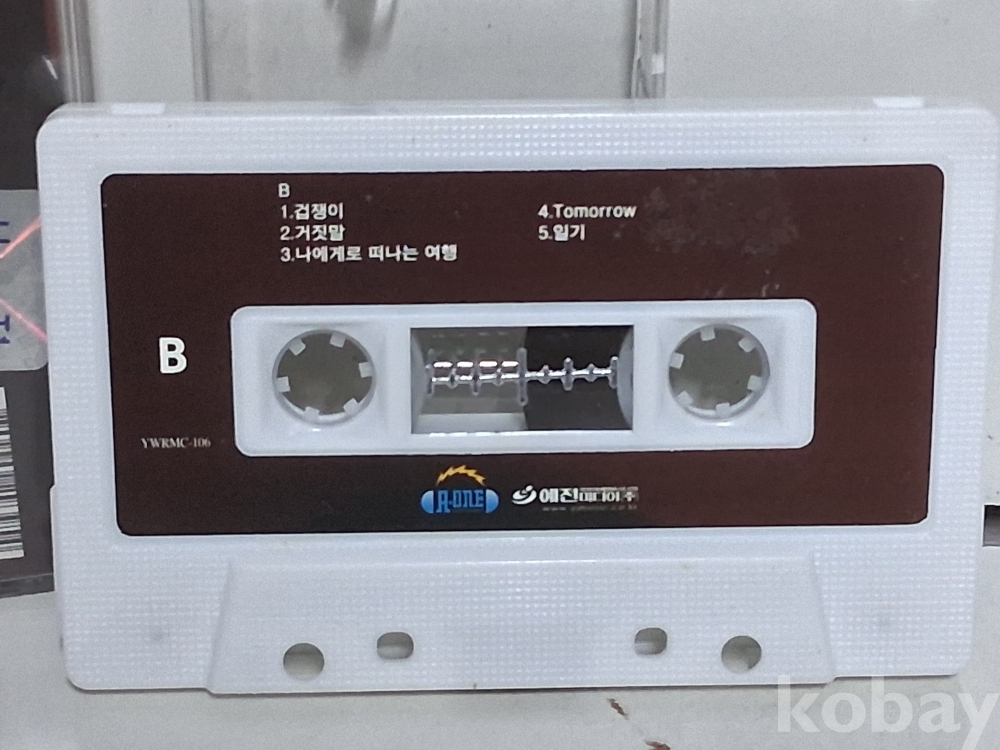 B
1.겁쟁이
2.거짓말
3.나에게로 떠나는 여행
4.Tomorrow
5.일기
B
YWRMC-106
A-ONE
예전미디어주
kobay